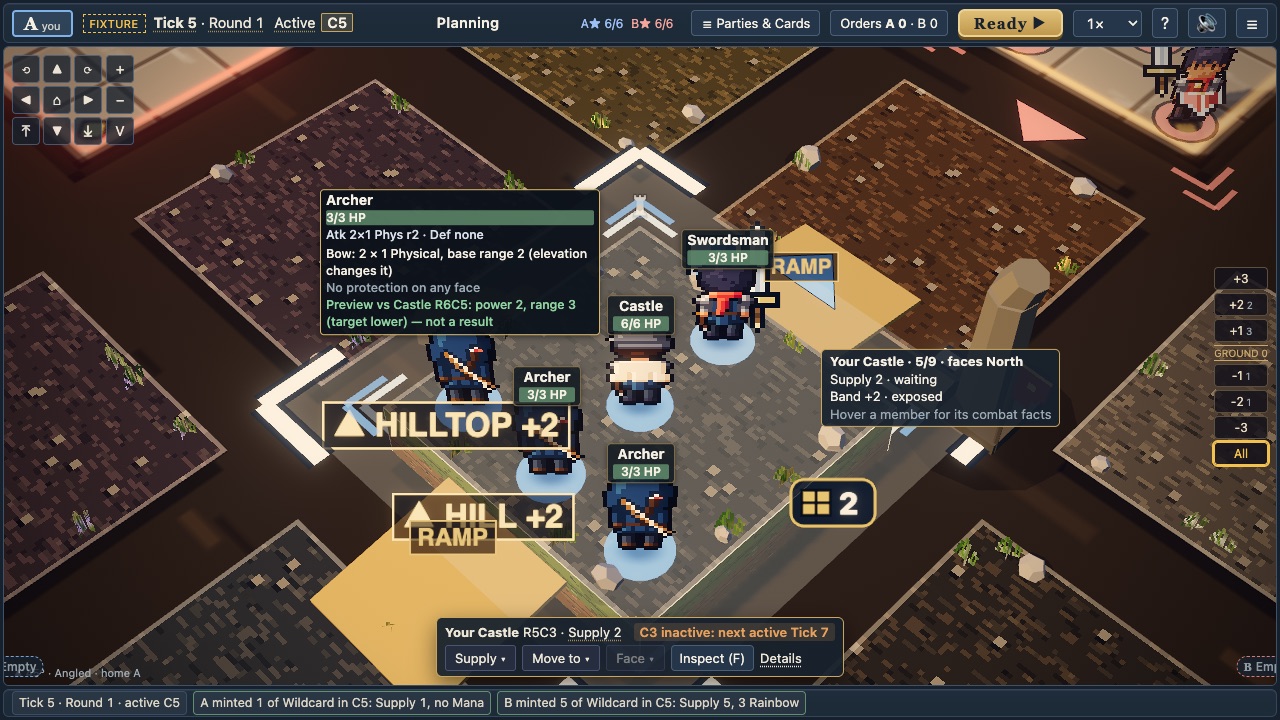 A you
FIXTURE
Tick 5 · Round 1 Active C5
Planning
A★ 6/6 B★ 6/6
≡ Parties & Cards
Orders A 0 · B 0
Ready ▶
1×
?
≡
+
−
V
Archer
3/3 HP
Atk 2×1 Phys r2 · Def none
Bow: 2 × 1 Physical, base range 2 (elevation
changes it)
No protection on any face
Preview vs Castle R6C5: power 2, range 3
(target lower) — not a result
Swordsman
3/3 HP
RAMP
Castle
6/6 HP
Archer
3/3 HP
▲HILLTOP +2
Archer
3/3 HP
▲ HILL +2
RAMP
2
Your Castle · 5/9 · faces North
Supply 2 · waiting
Band +2 · exposed
Hover a member for its combat facts
+3
+2 2
+1 3
GROUND 0
−1 1
−2 1
−3
All
Your Castle R5C3 · Supply 2 C3 inactive: next active Tick 7
Supply ▾
Move to ▾
Face ▾
Inspect (F)
Details
Empty
· Angled · home A
B Em
Tick 5 · Round 1 · active C5
A minted 1 of Wildcard in C5: Supply 1, no Mana
B minted 5 of Wildcard in C5: Supply 5, 3 Rainbow